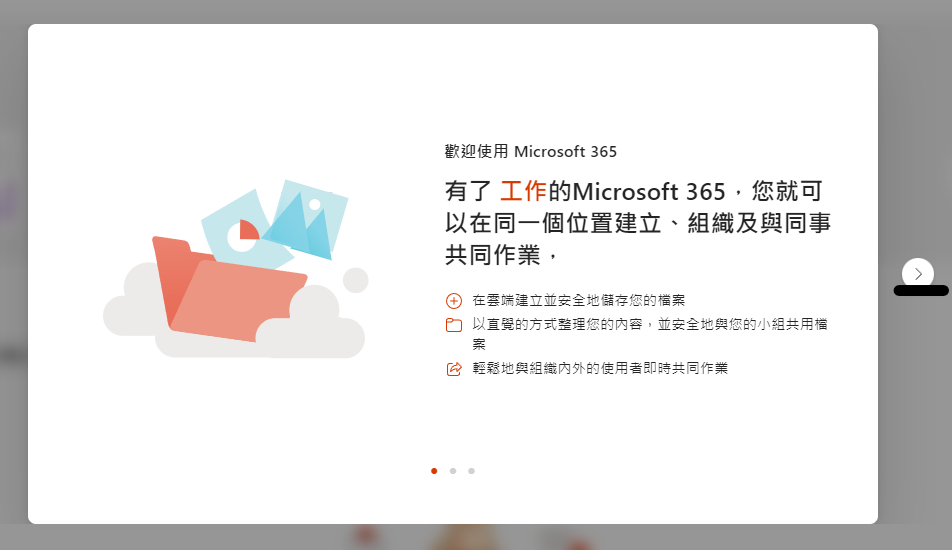 歡迎使用 Microsoft 365
有了 工作的Microsoft 365，您就可
以在同一個位置建立、組織及與同事
共同作業，
在雲端建立並安全地儲存您的檔案
以直覺的方式整理您的內容，並安全地與您的小組共用檔
案
輕鬆地與組織內外的使用者即時共同作業